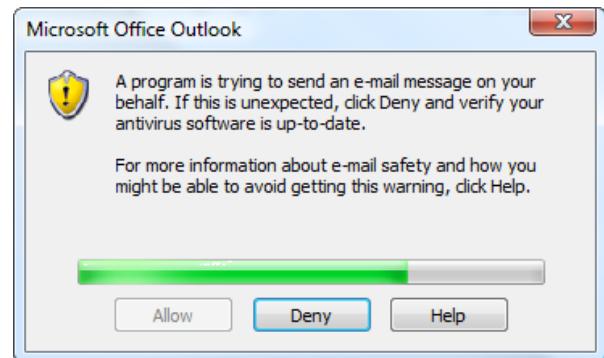 Microsoft Office Outlook
A program is trying to send an e-mail message on your
behalf. If this is unexpected, click Deny and verify your
antivirus software is up-to-date.
For more information about e-mail safety and how you
might be able to avoid getting this warning, click Help.
Allow Deny Help